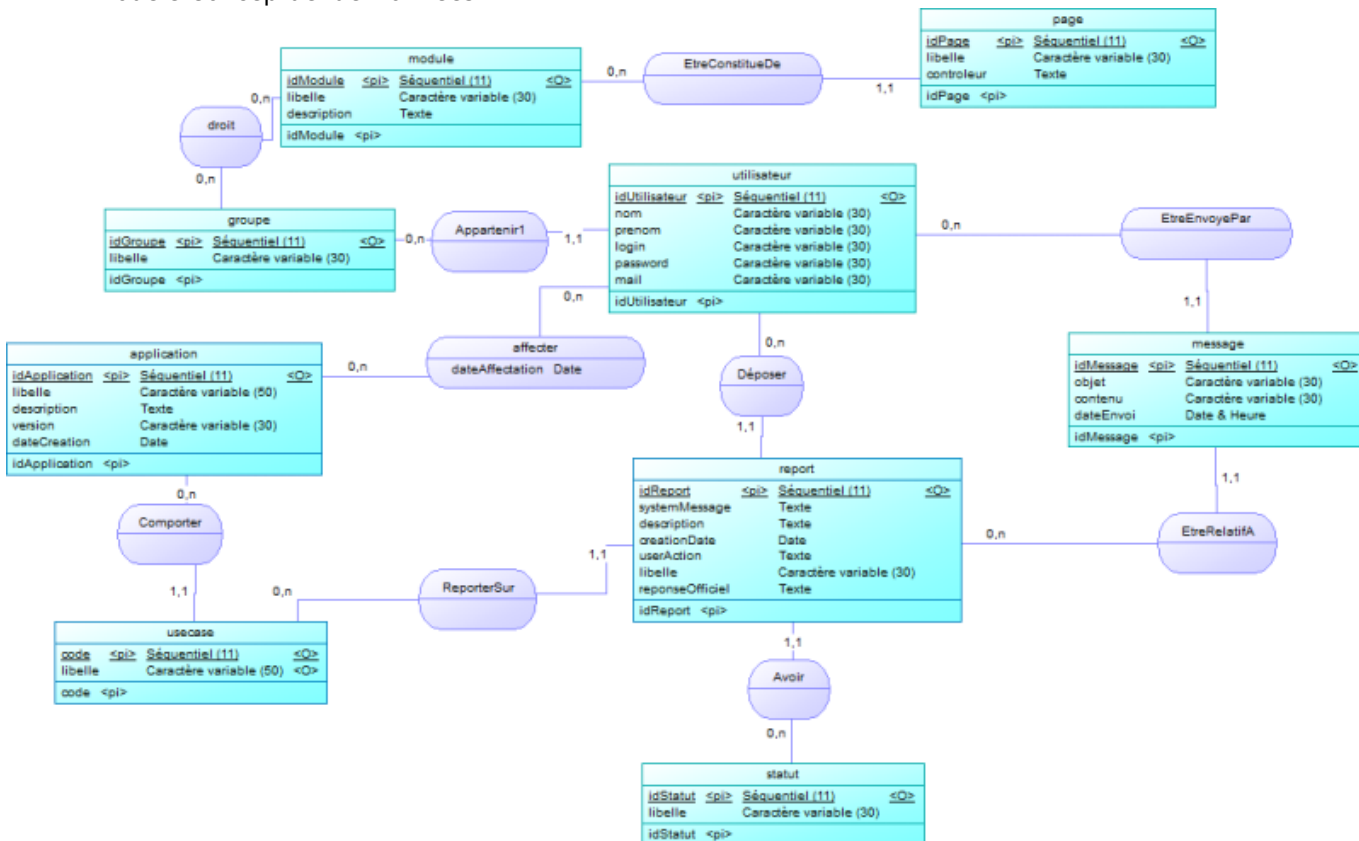 page
idPage <pi> Séquentiel (11) <O>
libelle Caractère variable (30)
controleur Texte
idPage <pi>
module
idModule <pi> Séquentiel (11) <O>
libelle Caractère variable (30)
description Texte
idModule <pi>
0,n
EtreConstitueDe
1,1
0,n
droit
0,n
utilisateur
idUtilisateur <pi> Séquentiel (11) <O>
nom Caractère variable (30)
prenom Caractère variable (30)
login Caractère variable (30)
password Caractère variable (30)
mail Caractère variable (30)
idUtilisateur <pi>
groupe
idGroupe <pi> Séquentiel (11) <O>
libelle Caractère variable (30)
idGroupe <pi>
0,n
Appartenir1
1,1
0,n
EtreEnvoyePar
1,1
0,n
affecter
dateAffectation Date
0,n
application
idApplication <pi> Séquentiel (11) <O>
libelle Caractère variable (50)
description Texte
version Caractère variable (30)
dateCreation Date
idApplication <pi>
0,n
Déposer
1,1
message
idMessage <pi> Séquentiel (11) <O>
objet Caractère variable (30)
contenu Caractère variable (30)
dateEnvoi Date & Heure
idMessage <pi>
1,1
EtreRelatifA
0,n
report
idReport <pi> Séquentiel (11) <O>
systemMessage Texte
description Texte
creationDate Date
userAction Texte
libelle Caractère variable (30)
reponseOfficiel Texte
idReport <pi>
0,n
Comporter
1,1
0,n
ReporterSur
1,1
usecase
code <pi> Séquentiel (11) <O>
libelle Caractère variable (50) <O>
code <pi>
1,1
Avoir
0,n
statut
idStatut <pi> Séquentiel (11) <O>
libelle Caractère variable (30)
idStatut <pi>